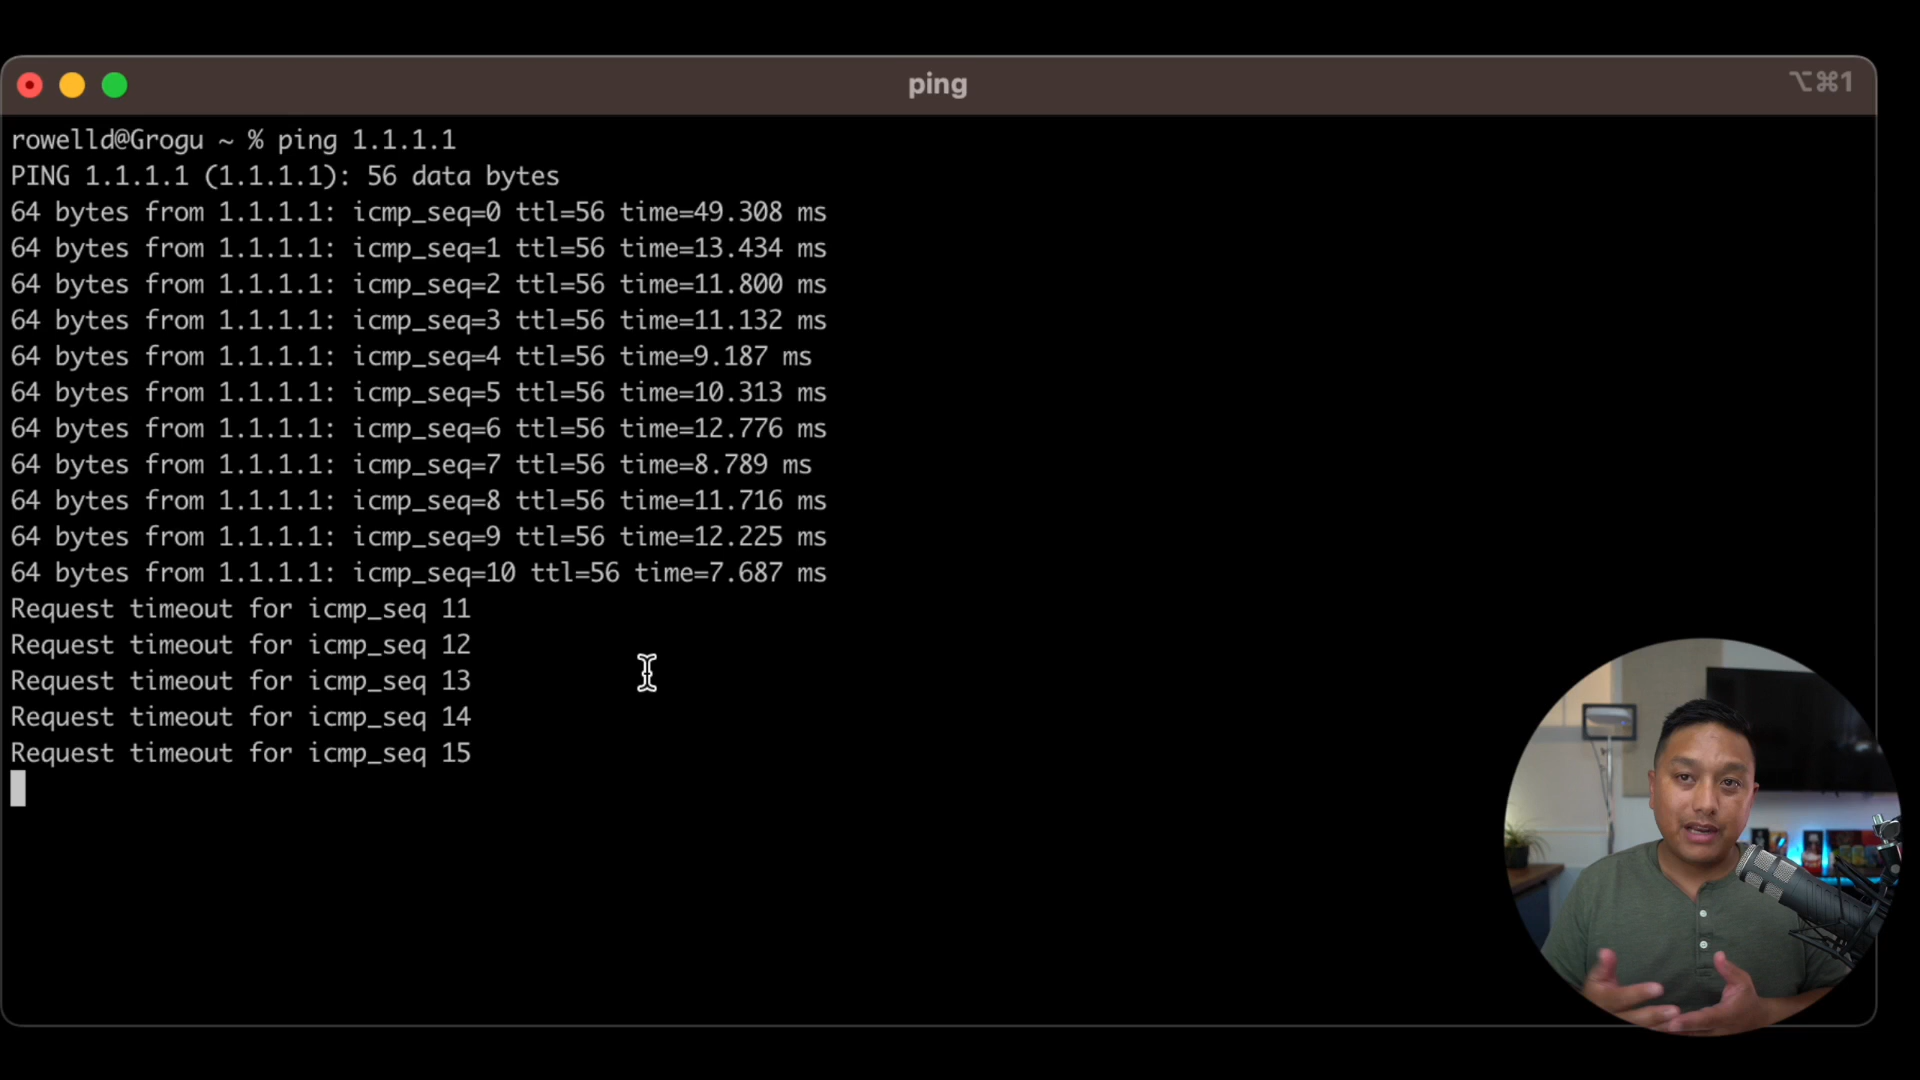 ping
⌥⌘1
rowelld@Grogu ~ % ping 1.1.1.1
PING 1.1.1.1 (1.1.1.1): 56 data bytes
64 bytes from 1.1.1.1: icmp_seq=0 ttl=56 time=49.308 ms
64 bytes from 1.1.1.1: icmp_seq=1 ttl=56 time=13.434 ms
64 bytes from 1.1.1.1: icmp_seq=2 ttl=56 time=11.800 ms
64 bytes from 1.1.1.1: icmp_seq=3 ttl=56 time=11.132 ms
64 bytes from 1.1.1.1: icmp_seq=4 ttl=56 time=9.187 ms
64 bytes from 1.1.1.1: icmp_seq=5 ttl=56 time=10.313 ms
64 bytes from 1.1.1.1: icmp_seq=6 ttl=56 time=12.776 ms
64 bytes from 1.1.1.1: icmp_seq=7 ttl=56 time=8.789 ms
64 bytes from 1.1.1.1: icmp_seq=8 ttl=56 time=11.716 ms
64 bytes from 1.1.1.1: icmp_seq=9 ttl=56 time=12.225 ms
64 bytes from 1.1.1.1: icmp_seq=10 ttl=56 time=7.687 ms
Request timeout for icmp_seq 11
Request timeout for icmp_seq 12
Request timeout for icmp_seq 13
Request timeout for icmp_seq 14
Request timeout for icmp_seq 15